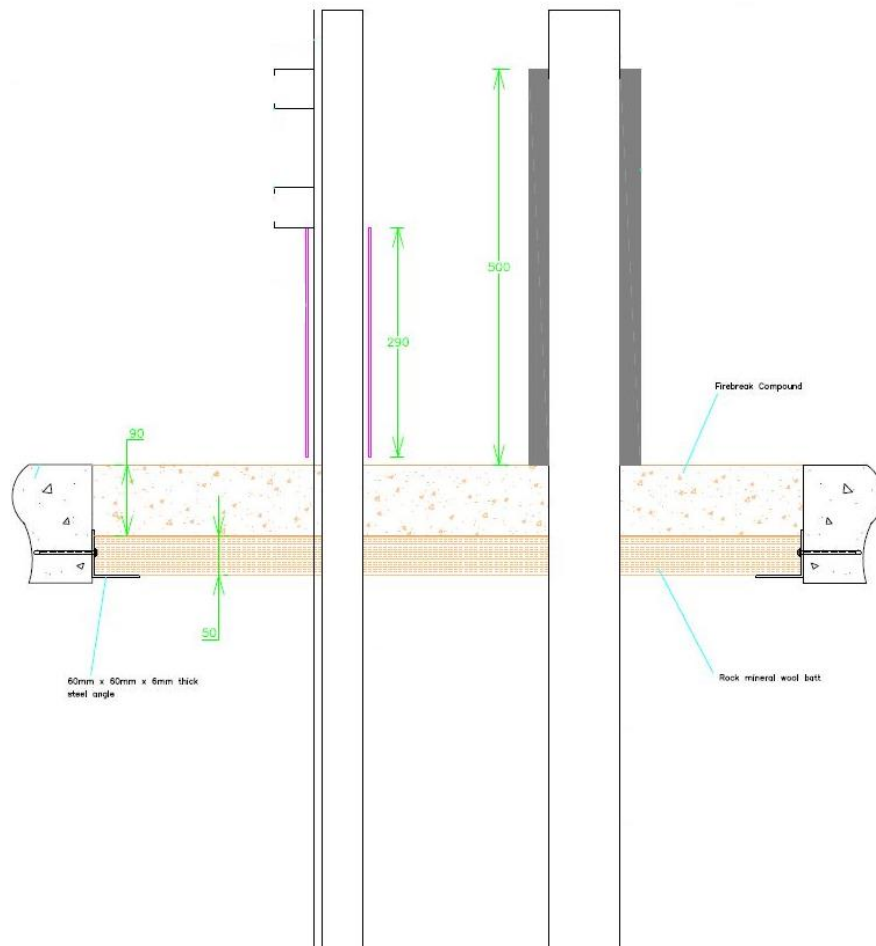 500
290
Firebreak Compound
90
50
60mm x 60mm x 6mm thick
steel angle
Rock mineral wool batt